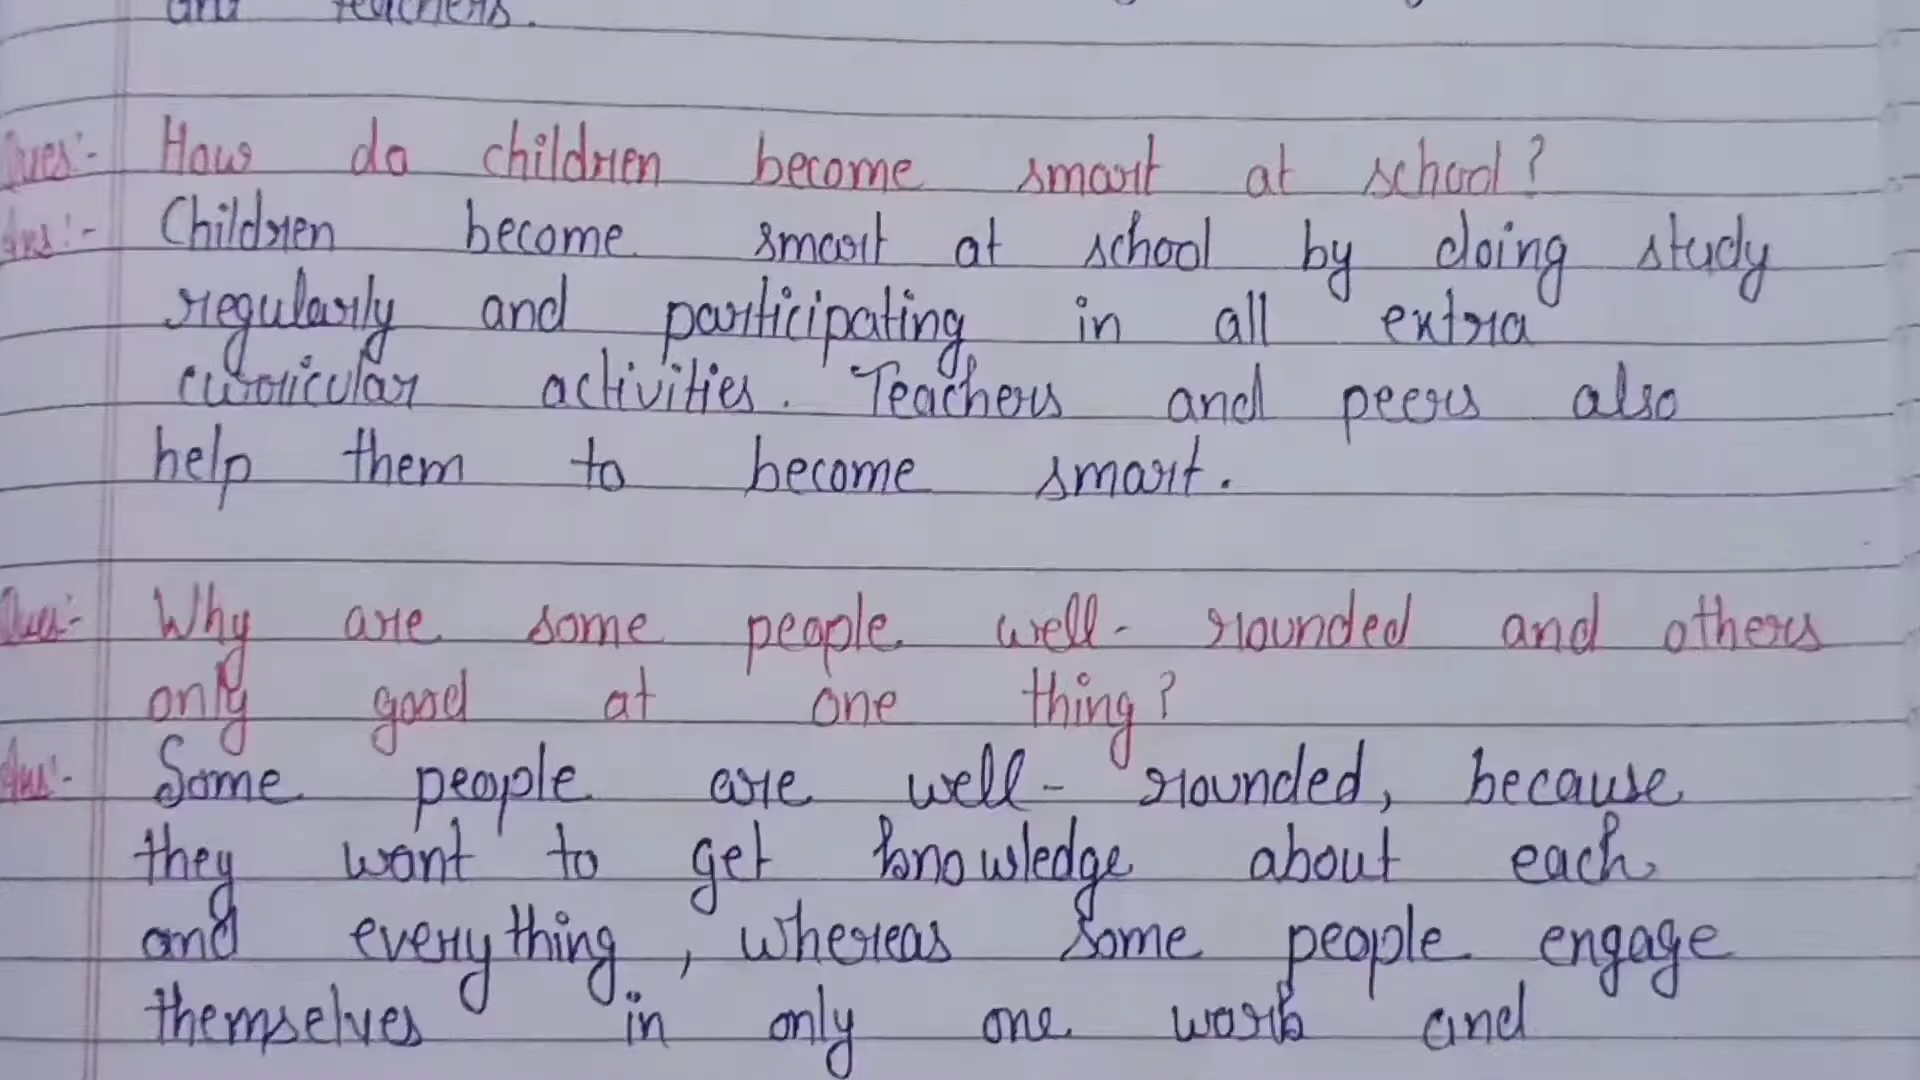 and teachers.
Ques:- How do children become smart at school?
Ans:- Children become smart at school by doing study
regularly and participating in all extra
curricular activities. Teachers and peers also
help them to become smart.
Ques:- Why are some people well- rounded and others
only good at one thing?
Ans:- Some people are well- rounded, because
they want to get knowledge about each
and everything, whereas some people engage
themselves in only one work and